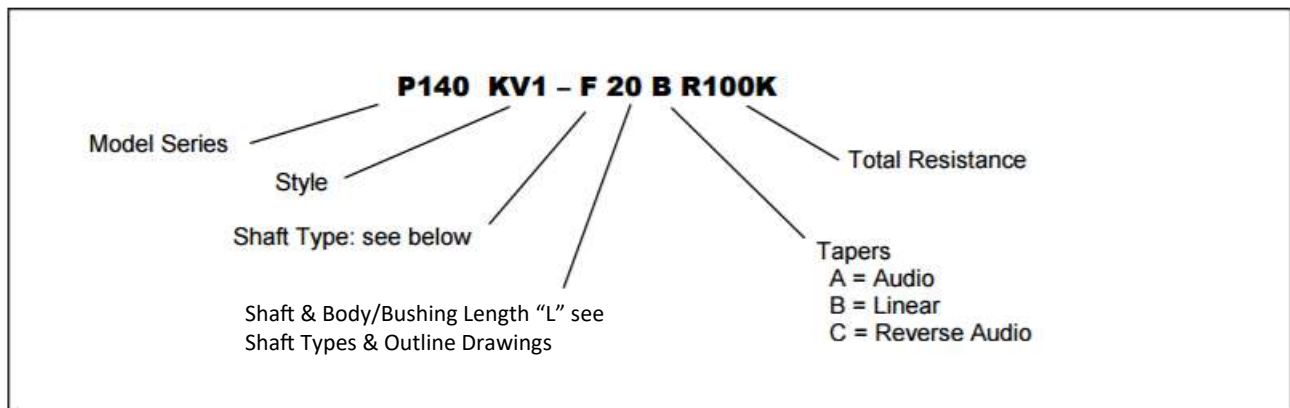 P140 KV1 – F 20 B R100K
Model Series
Total Resistance
Style
Shaft Type: see below
Tapers
A = Audio
B = Linear
C = Reverse Audio
Shaft & Body/Bushing Length “L” see
Shaft Types & Outline Drawings